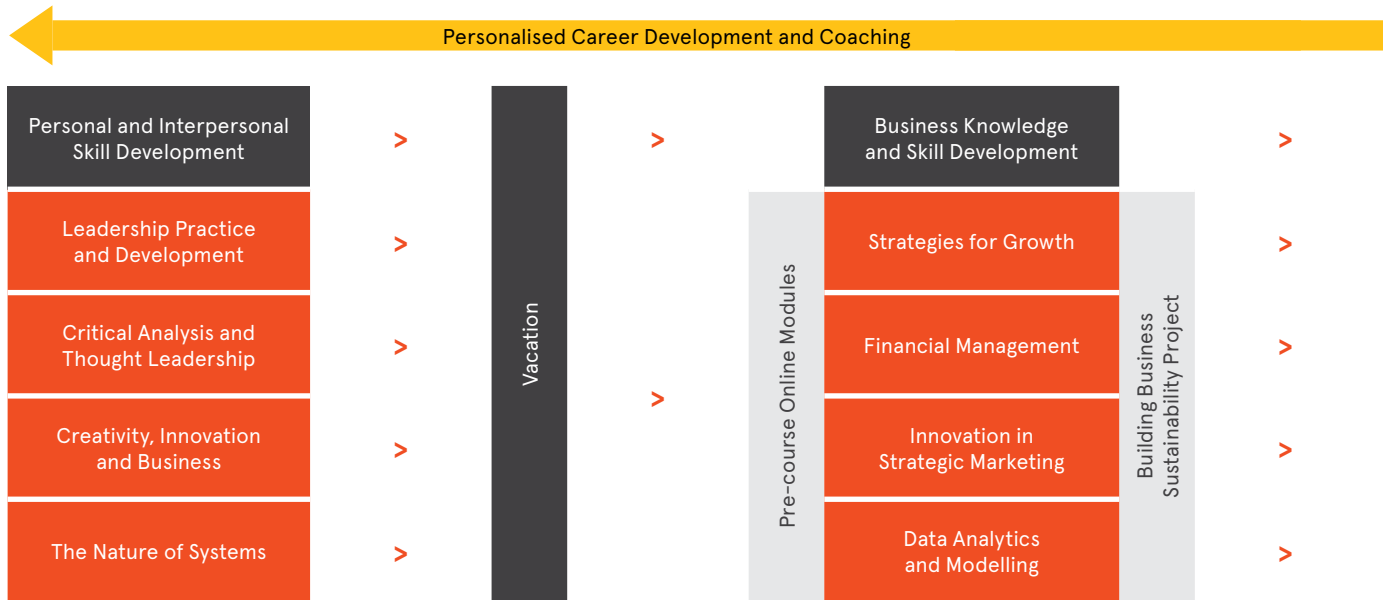 Personalised Career Development and Coaching
Personal and Interpersonal
Skill Development
>
>
Business Knowledge
and Skill Development
>
Leadership Practice
and Development
>
Strategies for Growth
>
Critical Analysis and
Thought Leadership
>
Financial Management
>
Creativity, Innovation
and Business
>
>
Innovation in
Strategic Marketing
>
The Nature of Systems
>
Data Analytics
and Modelling
>
Vacation
Pre-course Online Modules
Building Business
Sustainability Project